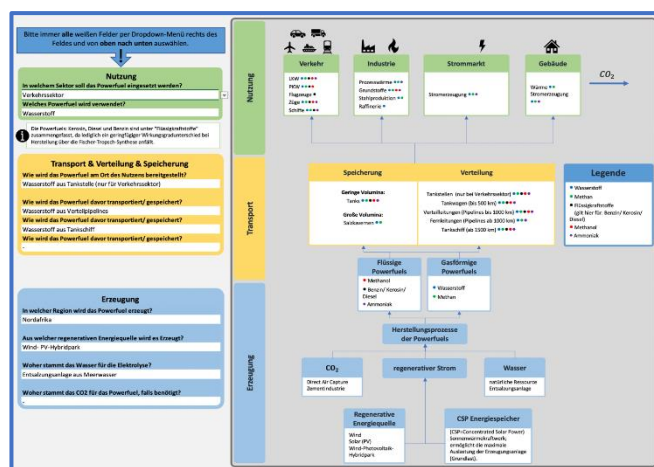 Bitte immer alle weißen Felder per Dropdown-Menü rechts des
Feldes und von oben nach unten auswählen.
Nutzung
In welchem Sektor soll das Powerfuel eingesetzt werden?
Verkehrssektor
Welches Powerfuel wird verwendet?
Wasserstoff
Die Powerfuels: Kerosin, Diesel und Benzin sind unter "Flüssigkraftstoffe"
zusammengefasst, da lediglich ein geringfügiger Wirkungsgradunterschied bei
Herstellung über die Fischer-Tropsch-Synthese anfällt.
Transport & Verteilung & Speicherung
Wie wird das Powerfuel am Ort des Nutzens bereitgestellt?
Wasserstoff aus Tankstelle (nur für Verkehrssektor)
Wie wird das Powerfuel davor transportiert/ gespeichert?
Wasserstoff aus Verteilpipelines
Wie wird das Powerfuel davor transportiert/ gespeichert?
Wasserstoff aus Tankschiff
Wie wird das Powerfuel davor transportiert/ gespeichert?
-
Erzeugung
In welcher Region wird das Powerfuel erzeugt?
Nordafrika
Aus welcher regenerativen Energiequelle wird es Erzeugt?
Wind- PV-Hybridpark
Woher stammt das Wasser für die Elektrolyse?
Entsalzungsanlage aus Meerwasser
Woher stammt das CO2 für das Powerfuel, falls benötigt?
-
Nutzung
Verkehr
LKW
PKW
Flugzeuge
Züge
Schiffe
Industrie
Prozesswärme
Grundstoffe
Stahlproduktion
Raffinerie
Strommarkt
Stromerzeugung
Gebäude
Wärme
Stromerzeugung
CO2
Transport
Speicherung
Geringe Volumina:
Tanks
Große Volumina:
Salzkavernen
Verteilung
Tankstellen (nur bei Verkehrssektor)
Tankwagen (bis 500 km)
Verteilleitungen (Pipelines bis 1000 km)
Fernleitungen (Pipelines ab 1000 km)
Tankschiff (ab 1500 km)
Legende
Wasserstoff
Methan
Flüssigkraftstoffe
(gilt hier für: Benzin/ Kerosin/
Diesel)
Methanol
Ammoniak
Erzeugung
Flüssige
Powerfuels
Methanol
Benzin/ Kerosin/
Diesel
Ammoniak
Gasförmige
Powerfuels
Wasserstoff
Methan
Herstellungsprozesse
der Powerfuels
CO2
Direct Air Capture
Zementindustrie
regenerativer Strom
Wasser
natürliche Ressource
Entsalzungsanlage
Regenerative
Energiequelle
Wind
Solar (PV)
Wind-Photovoltaik-
Hybridpark
CSP Energiespeicher
(CSP=Concentrated Solar Power)
Sonnenwärmekraftwerk,
ermöglicht die maximale
Auslastung der Erzeugungsanlage
(Grundlast).